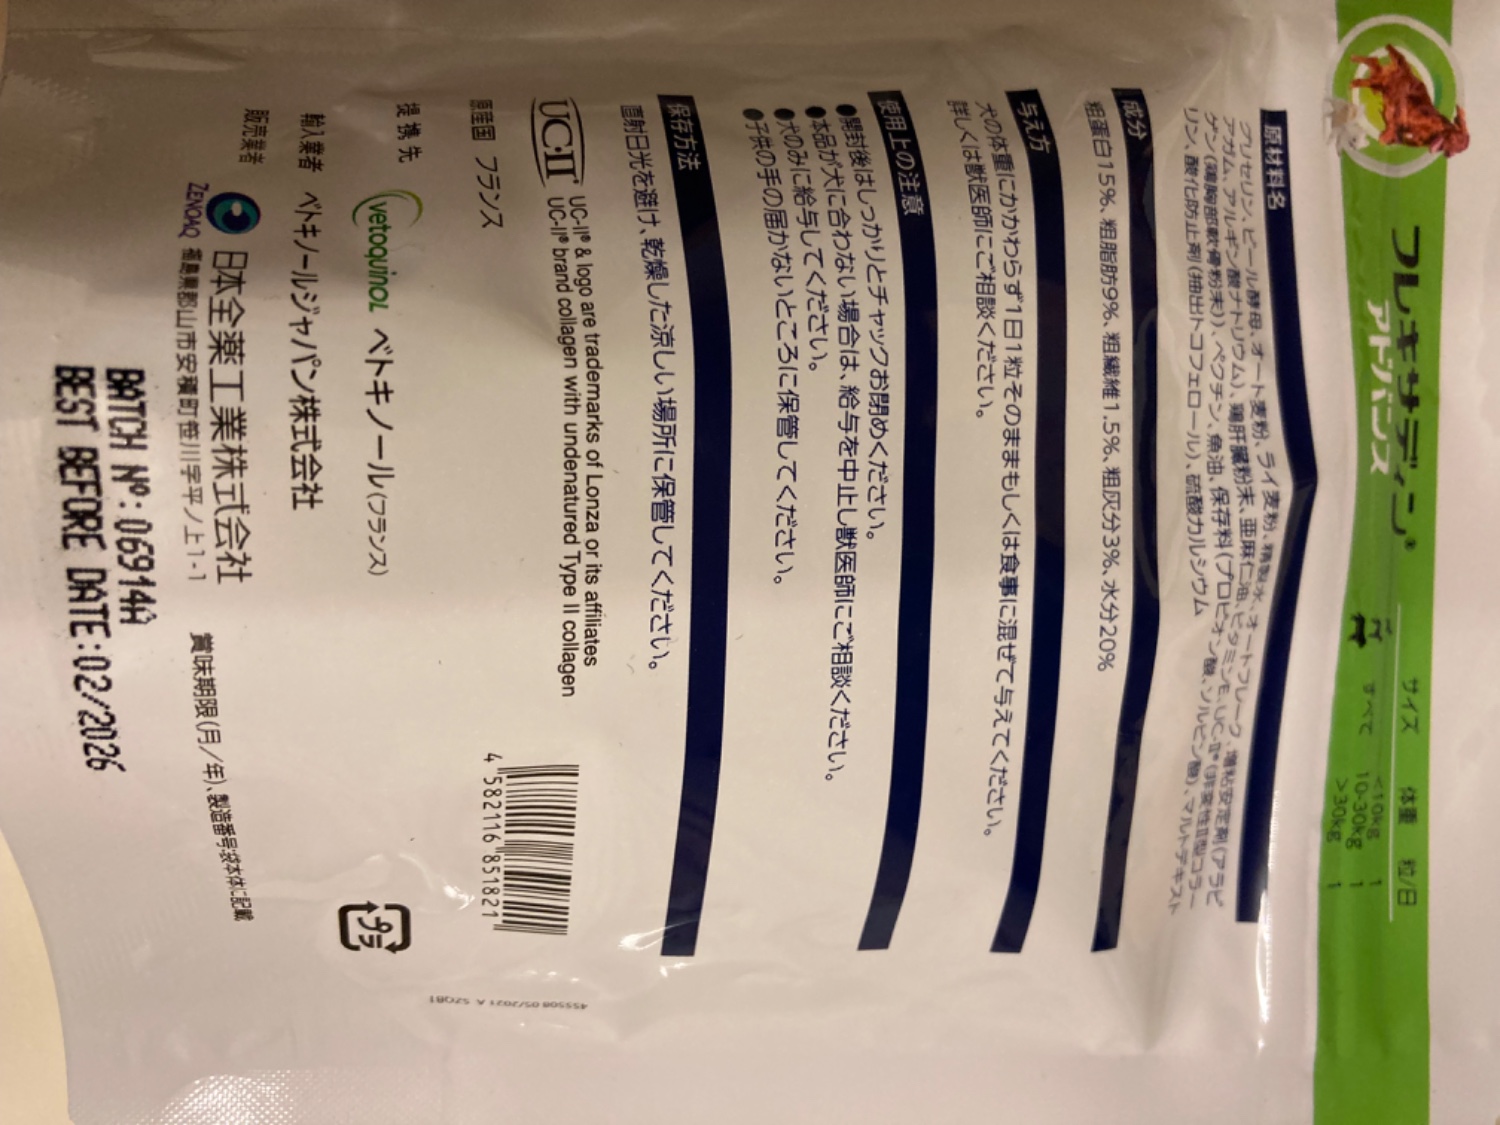 フレキサディン®
アドバンス
サイズ 体重 粒/日
すべて <10kg 1
10-30kg 1
>30kg 1
原材料名
グリセリン、ビール酵母、オート麦粉、ライ麦粉、精製水、オートフレーク、増粘安定剤(アラビ
アガム、アルギン酸ナトリウム)、鶏肝臓粉末、亜麻仁油、ビタミンE、UC-II®(非変性II型コラー
ゲン(鶏胸部軟骨粉末))、ペクチン、魚油、保存料(プロピオン酸、ソルビン酸)、マルトデキスト
リン、酸化防止剤(抽出トコフェロール)、硫酸カルシウム
成分
粗蛋白15%、粗脂肪9%、粗繊維1.5%、粗灰分3%、水分20%
与え方
犬の体重にかかわらず1日1粒そのままもしくは食事に混ぜて与えてください。
詳しくは獣医師にご相談ください。
使用上の注意
●開封後はしっかりとチャックお閉めください。
●本品が犬に合わない場合は、給与を中止し獣医師にご相談ください。
●犬のみに給与してください。
●子供の手の届かないところに保管してください。
保存方法
直射日光を避け、乾燥した涼しい場所に保管してください。
UC·II® UC-II® & logo are trademarks of Lonza or its affiliates
UC-II® brand collagen with undenatured Type II collagen
原産国 フランス
4 582116 851821
455508 05/2021 A SZQB1
提携先 vetoquinol ベトキノール(フランス)
輸入業者 ベトキノールジャパン株式会社
プラ
販売業者 ZENOAQ 日本全薬工業株式会社
福島県郡山市安積町笹川字平ノ上1-1
賞味期限(月/年)、製造番号:袋本体に記載
BATCH Nº:06914A
BEST BEFORE DATE:02/2026